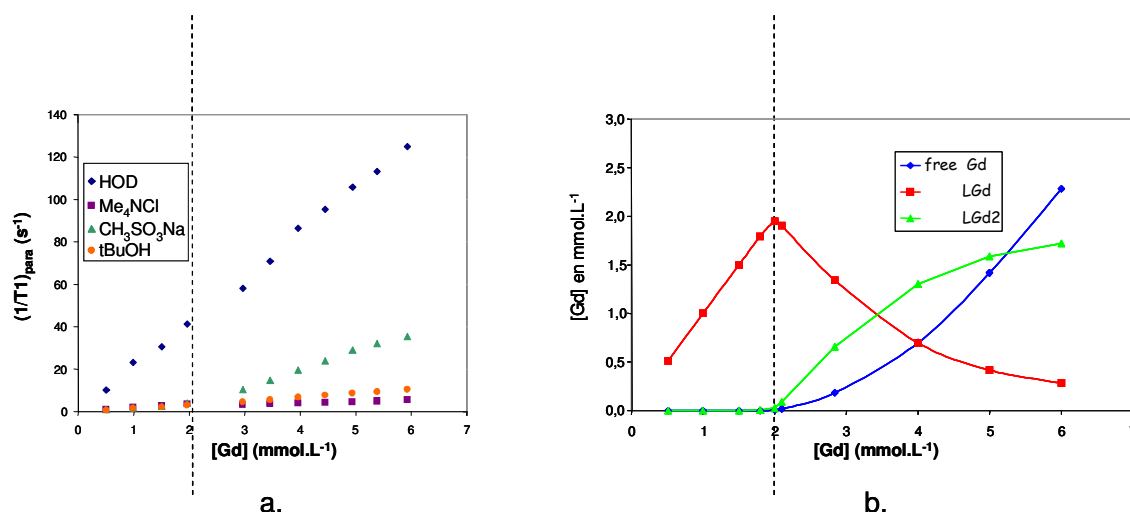 140
120
100
80
60
40
20
0
0 1 2 3 4 5 6 7
(1/T1)para (s-1)
[Gd] (mmol.L-1)
HOD
Me4NCl
CH3SO3Na
tBuOH
a.
3,0
2,5
2,0
1,5
1,0
0,5
0,0
0 1 2 3 4 5 6 7
[Gd] en mmol.L-1
[Gd] (mmol.L-1)
free Gd
LGd
LGd2
b.